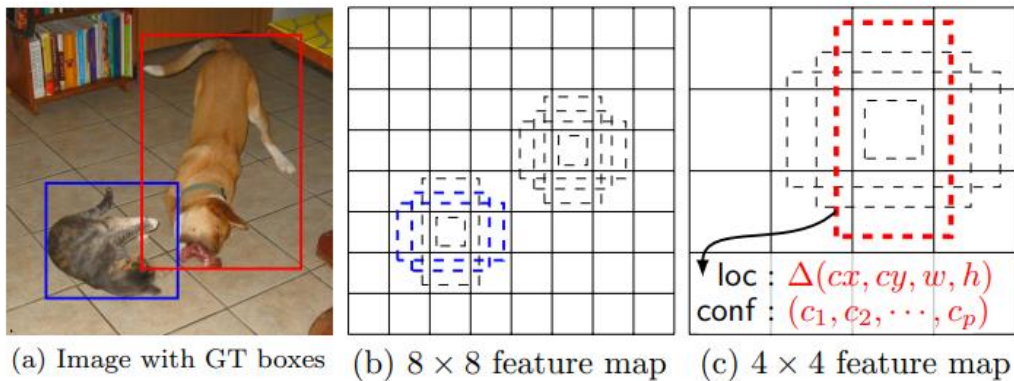 loc : Δ(cx, cy, w, h)
conf : (c₁, c₂, ⋯, cₚ)
(a) Image with GT boxes
(b) 8 × 8 feature map
(c) 4 × 4 feature map